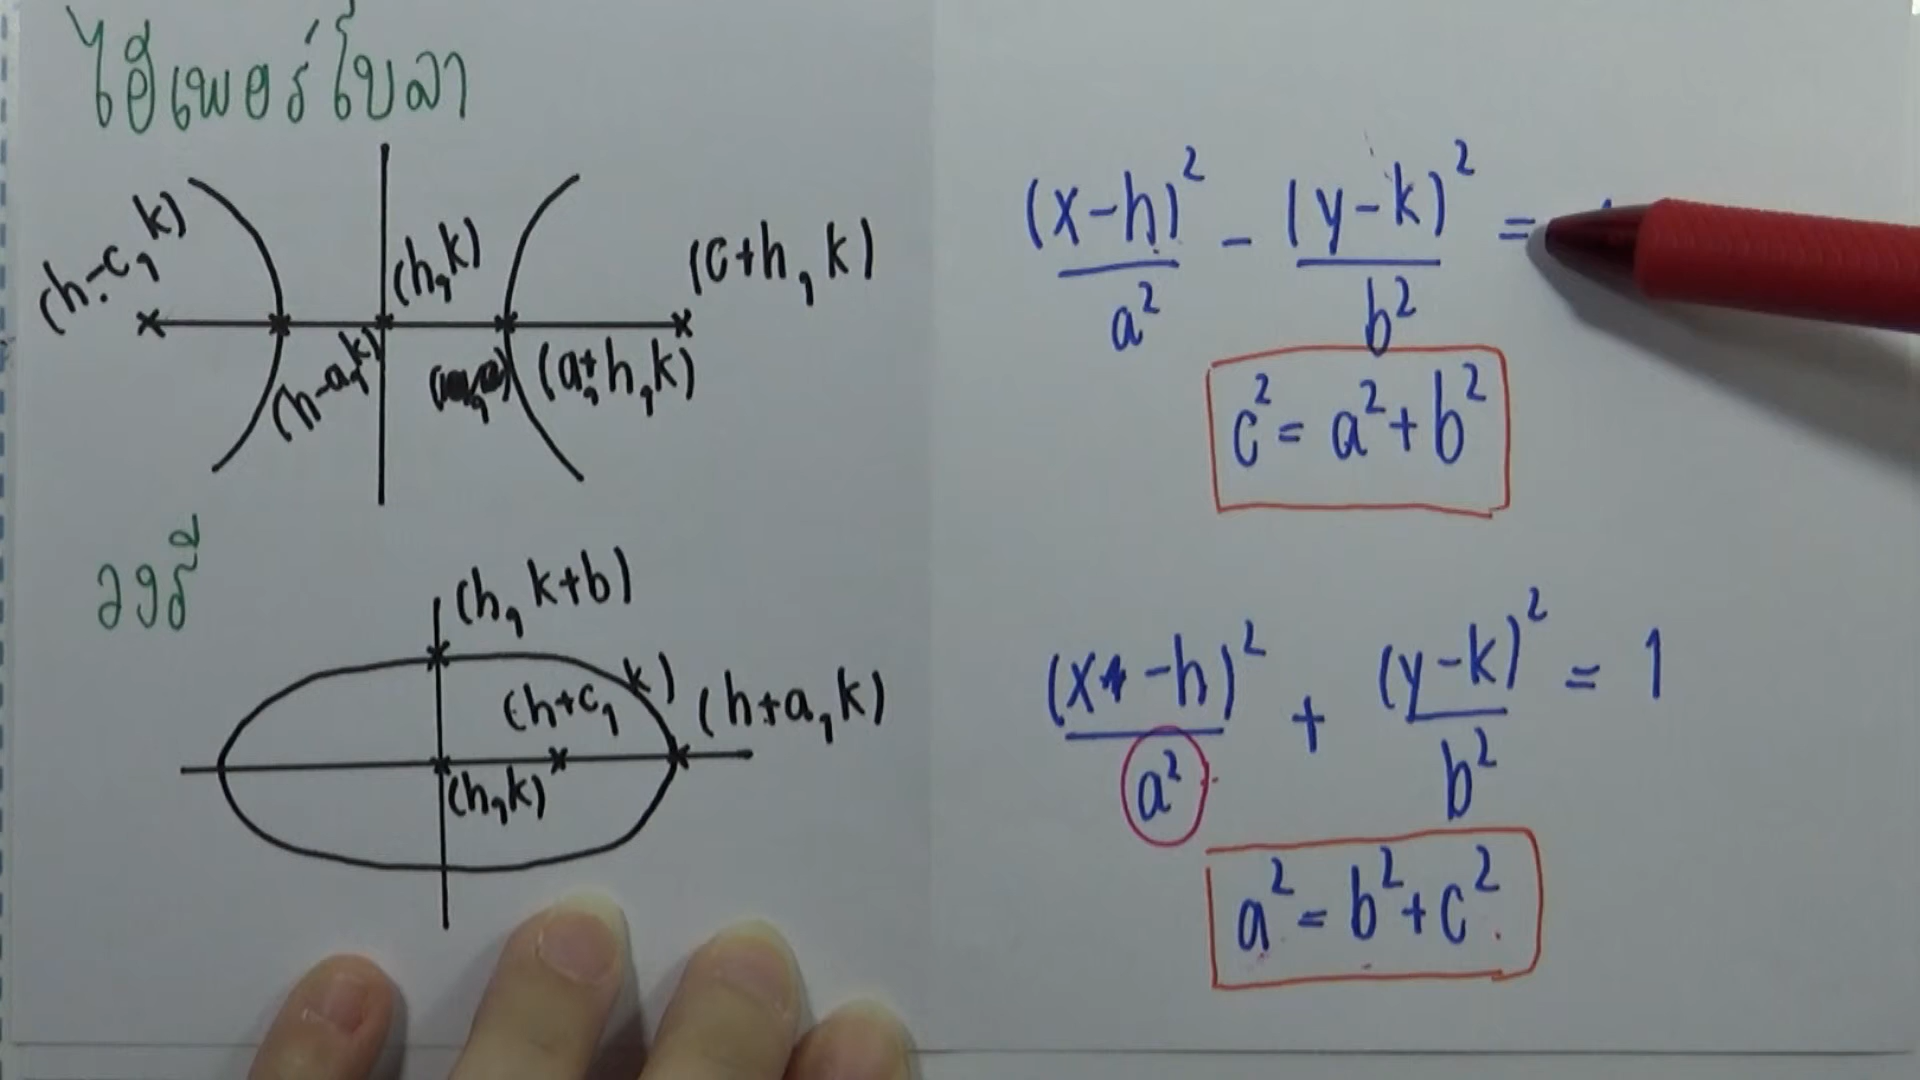 ไฮเพอร์โบลา
(h-c, k)
(h, k)
(c+h, k)
(h-a, k)
(a+h, k)
(x-h)²/a² - (y-k)²/b² =
c² = a² + b²
วงรี
(h, k+b)
(h+c, k)
(h+a, k)
(h, k)
(x-h)²/a² + (y-k)²/b² = 1
a² = b² + c²